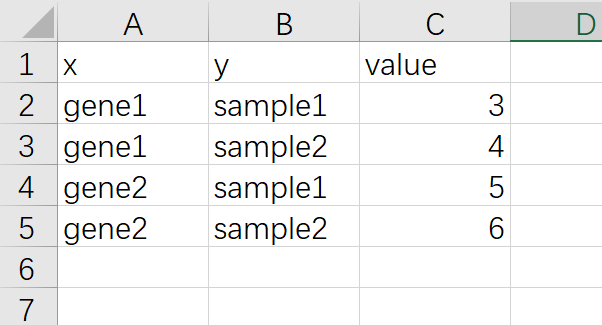 A B C D
1 x y value
2 gene1 sample1 3
3 gene1 sample2 4
4 gene2 sample1 5
5 gene2 sample2 6
6
7